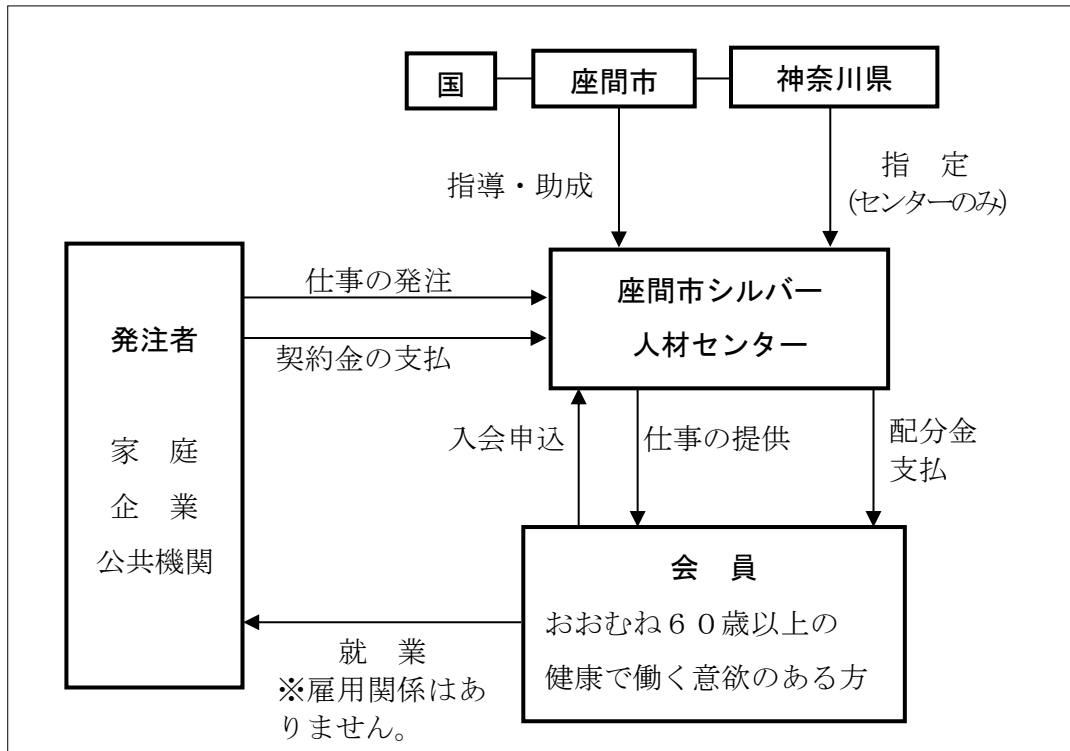 国
座間市
神奈川県
指導・助成
指　定
(センターのみ)
発注者
家　庭
企　業
公共機関
仕事の発注
契約金の支払
座間市シルバー
人材センター
入会申込
仕事の提供
配分金
支払
会　員
おおむね６０歳以上の
健康で働く意欲のある方
就　業
※雇用関係はあ
りません。